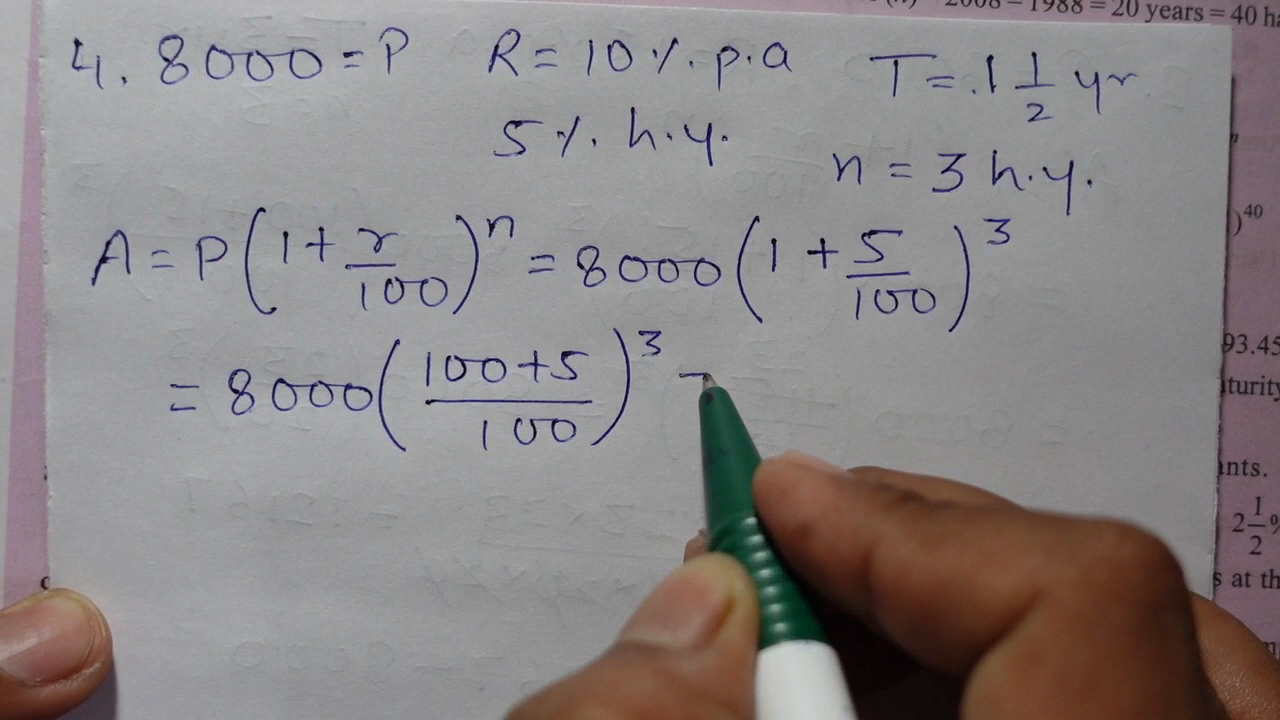 2008 – 1988 = 20 years = 40 ha
4. 8000 = P R = 10 %. p.a T = .1 1/2 yr
5 %. h.y.
n = 3 h.y.
)^40
A = P(1 + r/100)^n = 8000(1 + 5/100)^3
93.45
= 8000((100+5)/100)^3
nts.
2 1/2 %
s at th